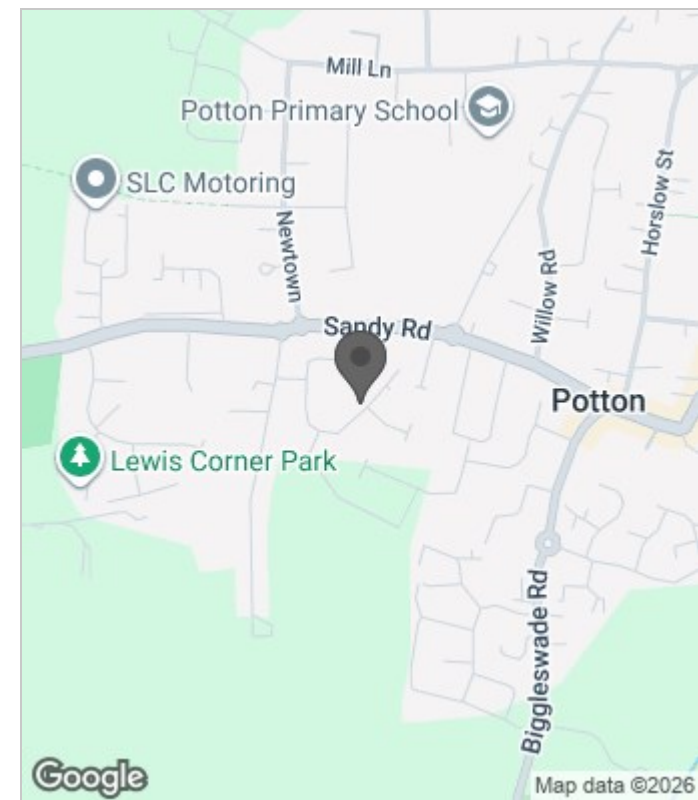 Mill Ln
Potton Primary School
SLC Motoring
Horslow St
Newtown
Willow Rd
Sandy Rd
Potton
Lewis Corner Park
Biggleswade Rd
Google
Map data ©2026